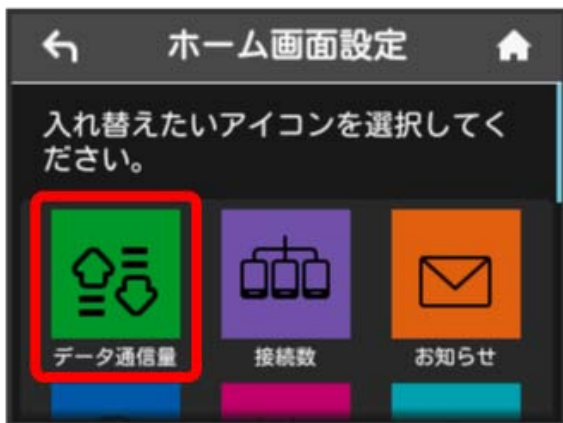 ホーム画面設定
入れ替えたいアイコンを選択してく
ださい。
データ通信量 接続数 お知らせ